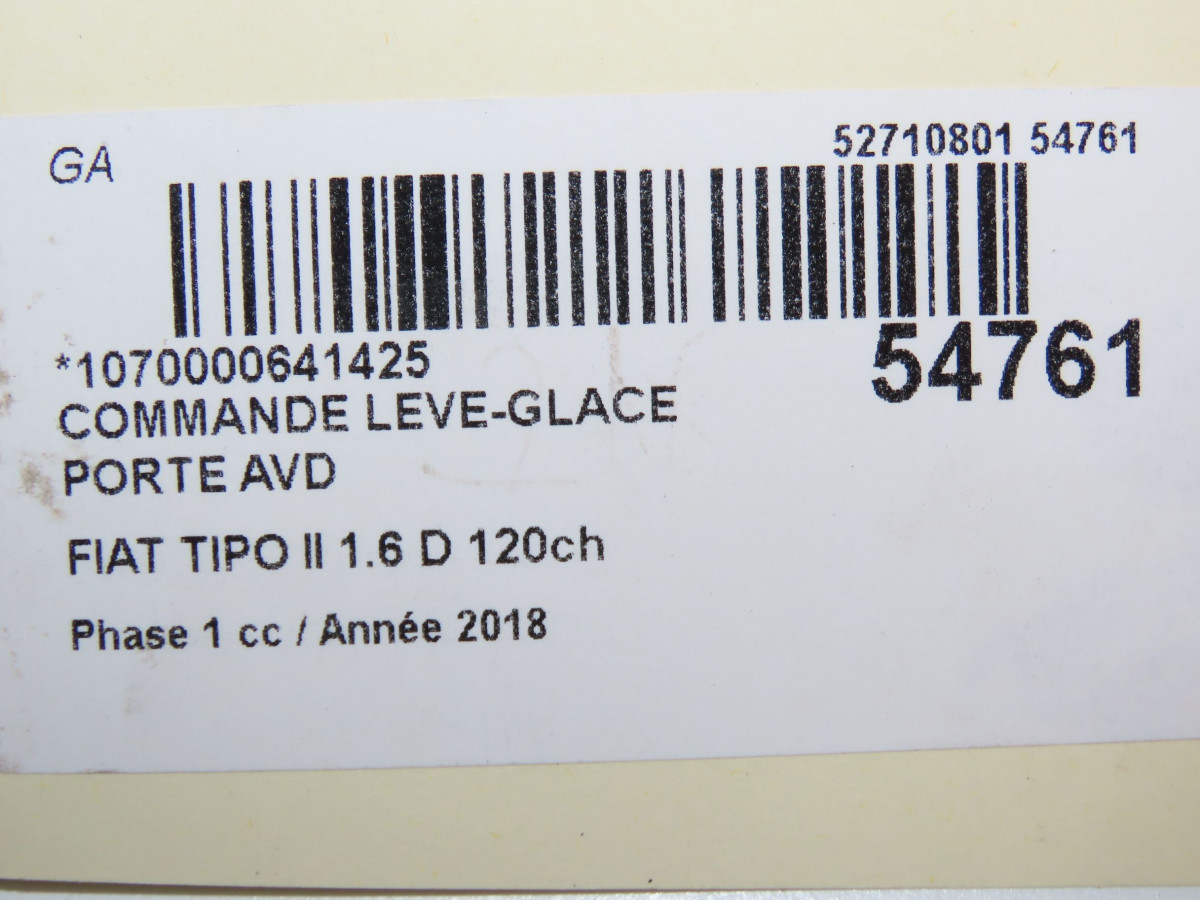 GA
52710801 54761
*1070000641425
54761
COMMANDE LEVE-GLACE
PORTE AVD
FIAT TIPO II 1.6 D 120ch
Phase 1 cc / Année 2018